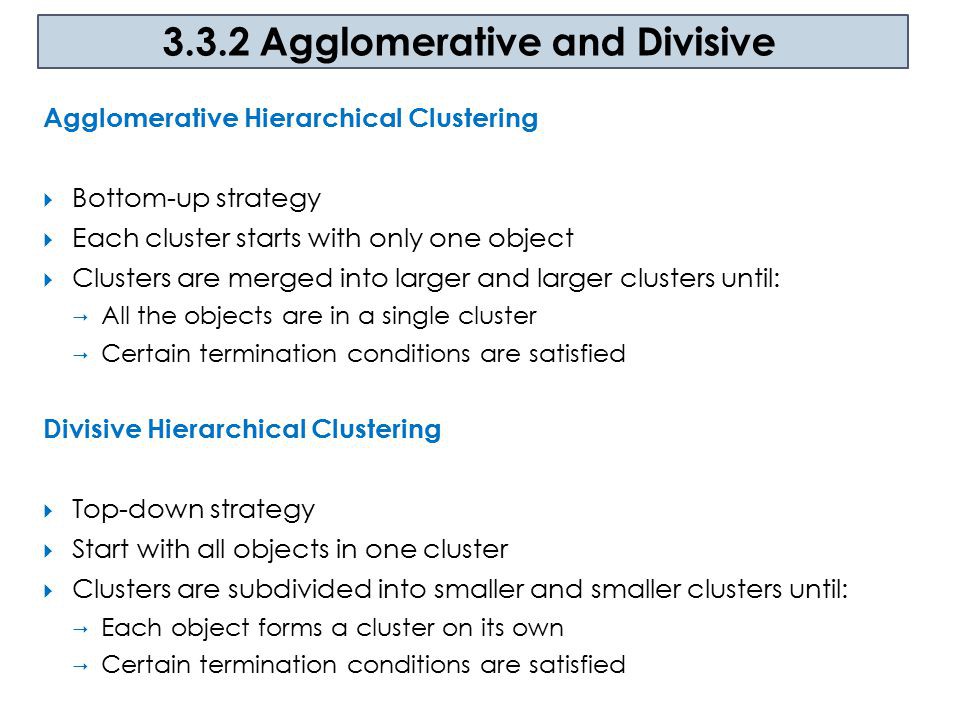 3.3.2 Agglomerative and Divisive
Agglomerative Hierarchical Clustering
Bottom-up strategy
Each cluster starts with only one object
Clusters are merged into larger and larger clusters until:
→ All the objects are in a single cluster
→ Certain termination conditions are satisfied
Divisive Hierarchical Clustering
Top-down strategy
Start with all objects in one cluster
Clusters are subdivided into smaller and smaller clusters until:
→ Each object forms a cluster on its own
→ Certain termination conditions are satisfied